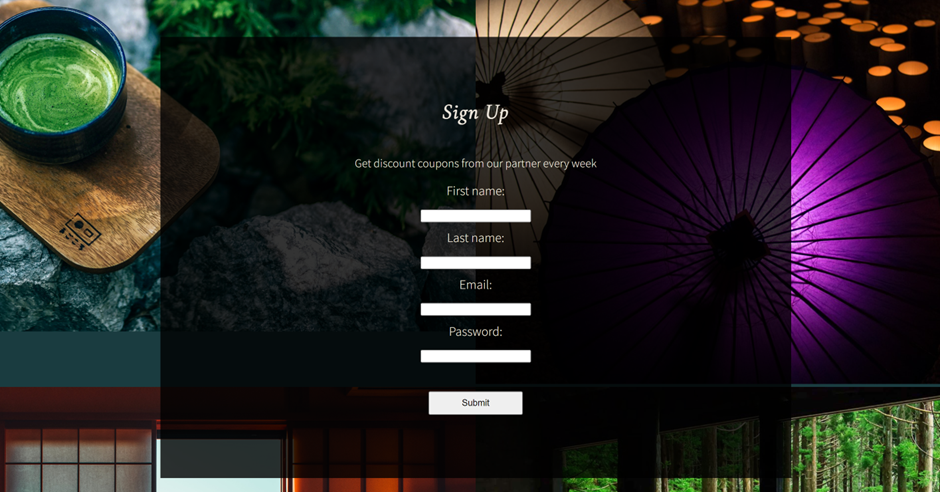 Sign Up
Get discount coupons from our partner every week
First name:
Last name:
Email:
Password:
Submit